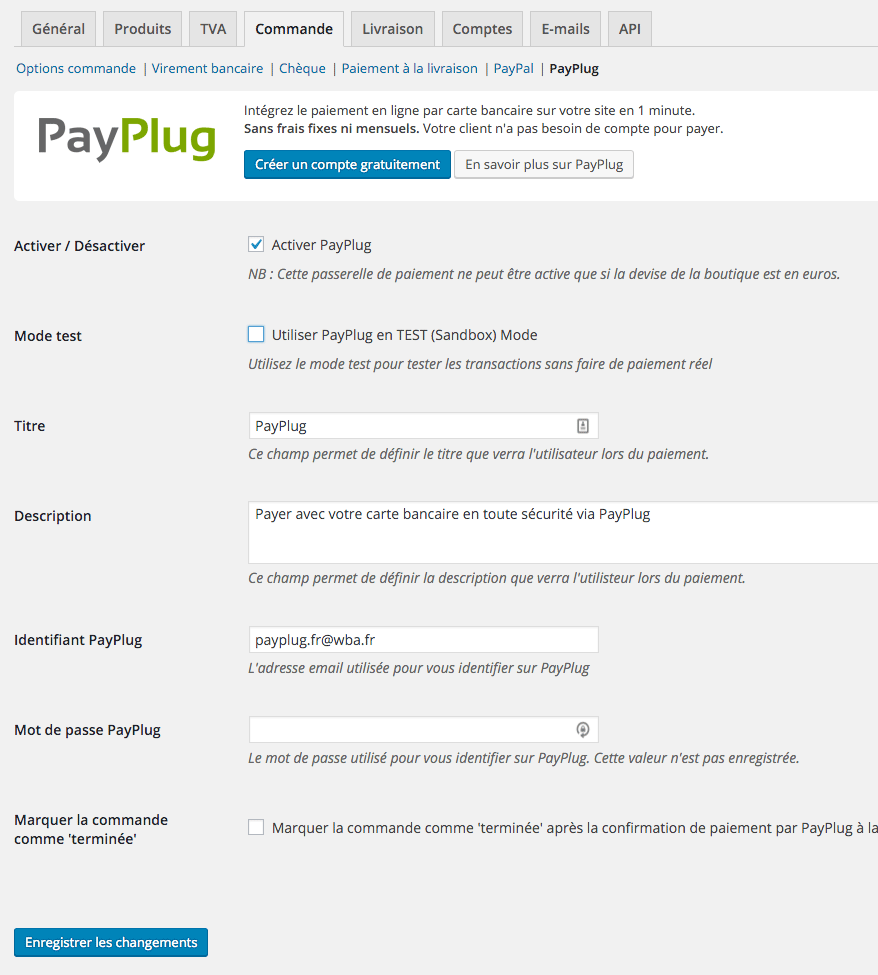 Général Produits TVA Commande Livraison Comptes E-mails API
Options commande | Virement bancaire | Chèque | Paiement à la livraison | PayPal | PayPlug
PayPlug
Intégrez le paiement en ligne par carte bancaire sur votre site en 1 minute.
Sans frais fixes ni mensuels. Votre client n'a pas besoin de compte pour payer.
Créer un compte gratuitement En savoir plus sur PayPlug
Activer / Désactiver Activer PayPlug
NB : Cette passerelle de paiement ne peut être active que si la devise de la boutique est en euros.
Mode test Utiliser PayPlug en TEST (Sandbox) Mode
Utilisez le mode test pour tester les transactions sans faire de paiement réel
Titre PayPlug
Ce champ permet de définir le titre que verra l'utilisateur lors du paiement.
Description Payer avec votre carte bancaire en toute sécurité via PayPlug
Ce champ permet de définir la description que verra l'utilisteur lors du paiement.
Identifiant PayPlug payplug.fr@wba.fr
L'adresse email utilisée pour vous identifier sur PayPlug
Mot de passe PayPlug
Le mot de passe utilisé pour vous identifier sur PayPlug. Cette valeur n'est pas enregistrée.
Marquer la commande
comme 'terminée' Marquer la commande comme 'terminée' après la confirmation de paiement par PayPlug à la
Enregistrer les changements